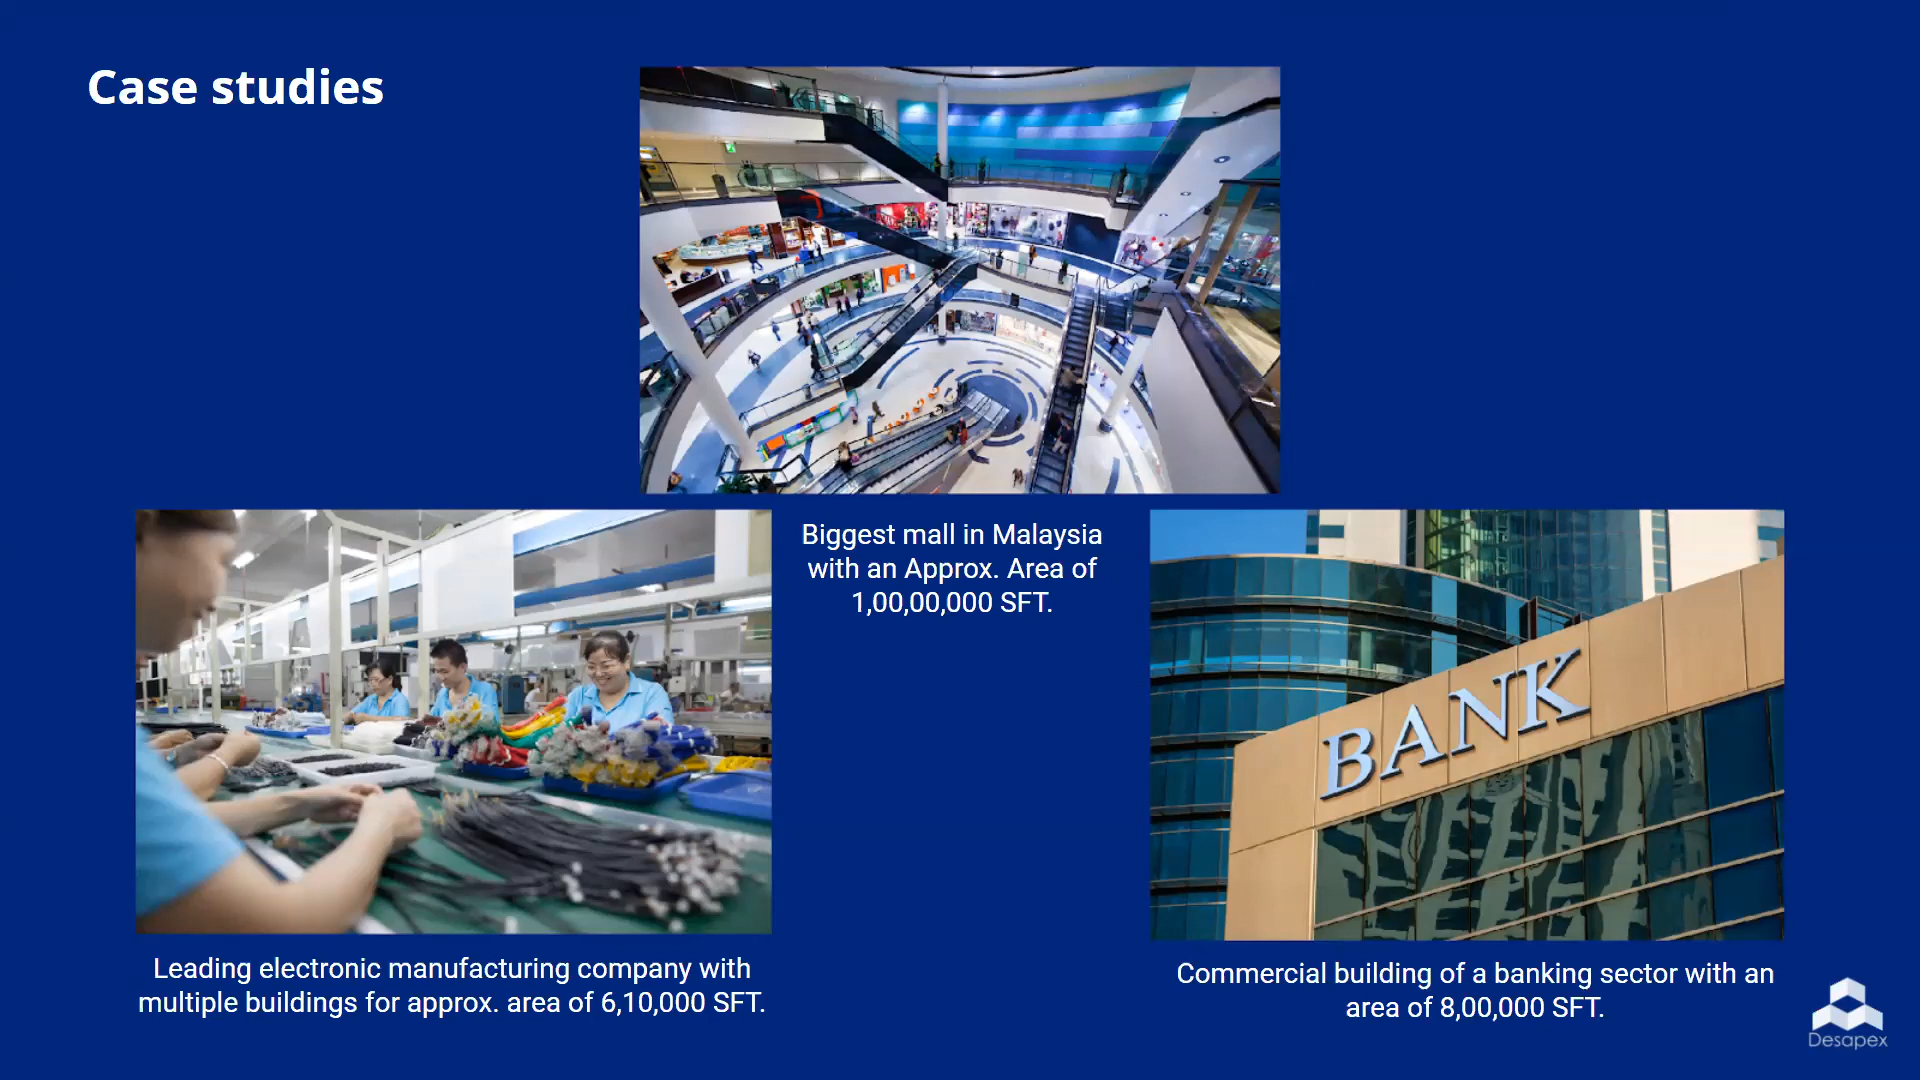 Case studies
Biggest mall in Malaysia
with an Approx. Area of
1,00,00,000 SFT.
BANK
Leading electronic manufacturing company with
multiple buildings for approx. area of 6,10,000 SFT.
Commercial building of a banking sector with an
area of 8,00,000 SFT.
Desapex